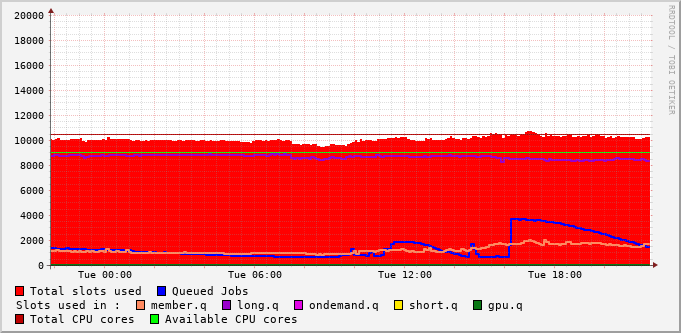 20000
18000
16000
14000
12000
10000
8000
6000
4000
2000
0
Tue 00:00 Tue 06:00 Tue 12:00 Tue 18:00
Total slots used Queued Jobs
Slots used in : member.q long.q ondemand.q short.q gpu.q
Total CPU cores Available CPU cores
RRDTOOL / TOBI OETIKER